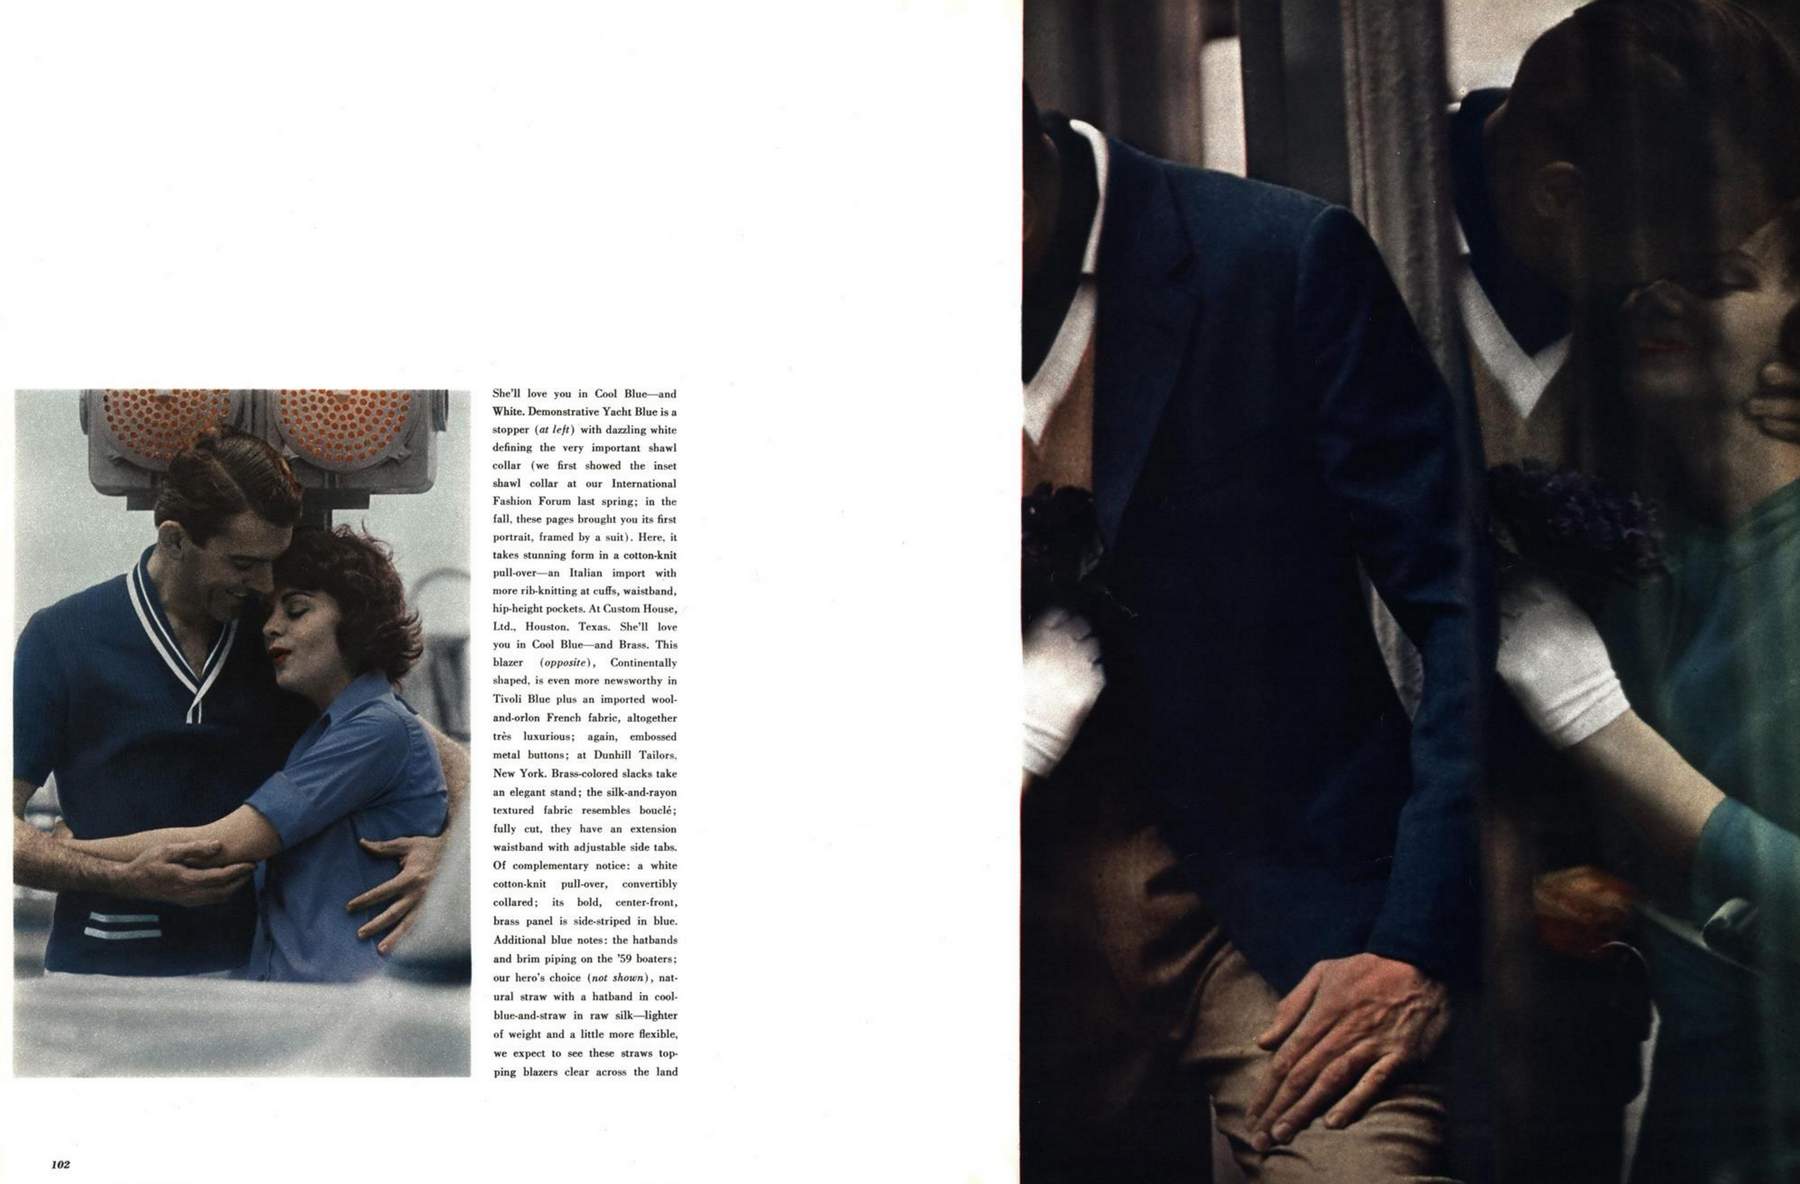 She'll love you in Cool Blue—and
White. Demonstrative Yacht Blue is a
stopper (at left) with dazzling white
defining the very important shawl
collar (we first showed the inset
shawl collar at our International
Fashion Forum last spring; in the
fall, these pages brought you its first
portrait, framed by a suit). Here, it
takes stunning form in a cotton-knit
pull-over—an Italian import with
more rib-knitting at cuffs, waistband,
hip-height pockets. At Custom House,
Ltd., Houston, Texas. She'll love
you in Cool Blue—and Brass. This
blazer (opposite), Continentally
shaped, is even more newsworthy in
Tivoli Blue plus an imported wool-
and-orlon French fabric, altogether
très luxurious; again, embossed
metal buttons; at Dunhill Tailors,
New York. Brass-colored slacks take
an elegant stand; the silk-and-rayon
textured fabric resembles bouclé;
fully cut, they have an extension
waistband with adjustable side tabs.
Of complementary notice: a white
cotton-knit pull-over, convertibly
collared; its bold, center-front,
brass panel is side-striped in blue.
Additional blue notes: the hatbands
and brim piping on the '59 boaters;
our hero's choice (not shown), nat-
ural straw with a hatband in cool-
blue-and-straw in raw silk—lighter
of weight and a little more flexible,
we expect to see these straws top-
ping blazers clear across the land
102